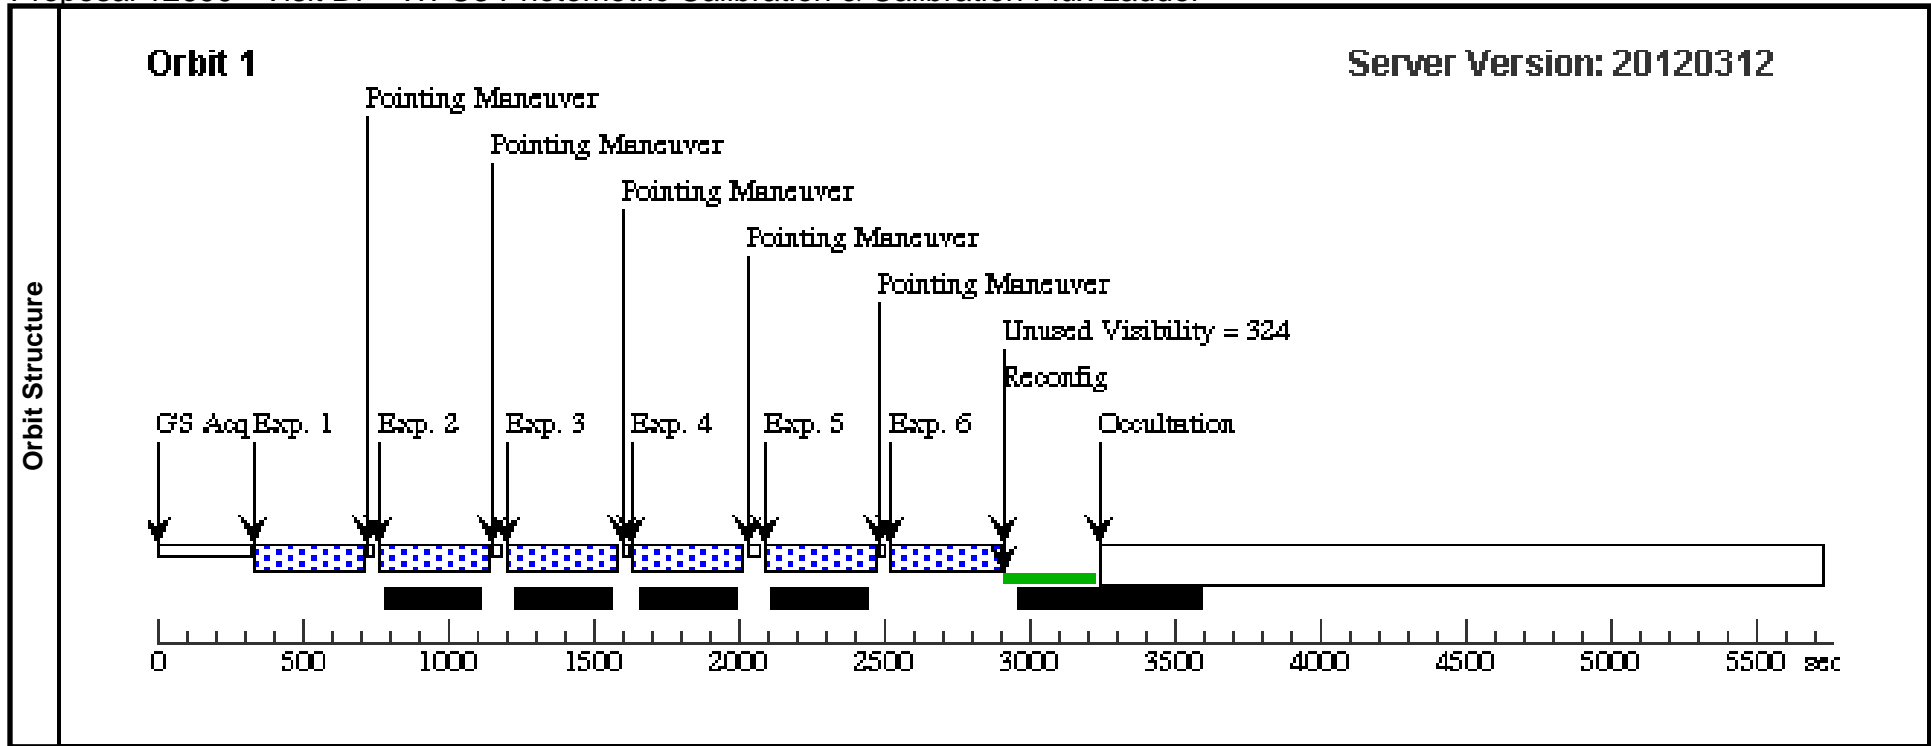 Orbit 1 Server Version: 20120312
Pointing Maneuver
Pointing Maneuver
Pointing Maneuver
Pointing Maneuver
Pointing Maneuver
Unused Visibility = 324
Reconfig
GS Acq Exp. 1 Exp. 2 Exp. 3 Exp. 4 Exp. 5 Exp. 6 Occultation
Orbit Structure
0 500 1000 1500 2000 2500 3000 3500 4000 4500 5000 5500 sec